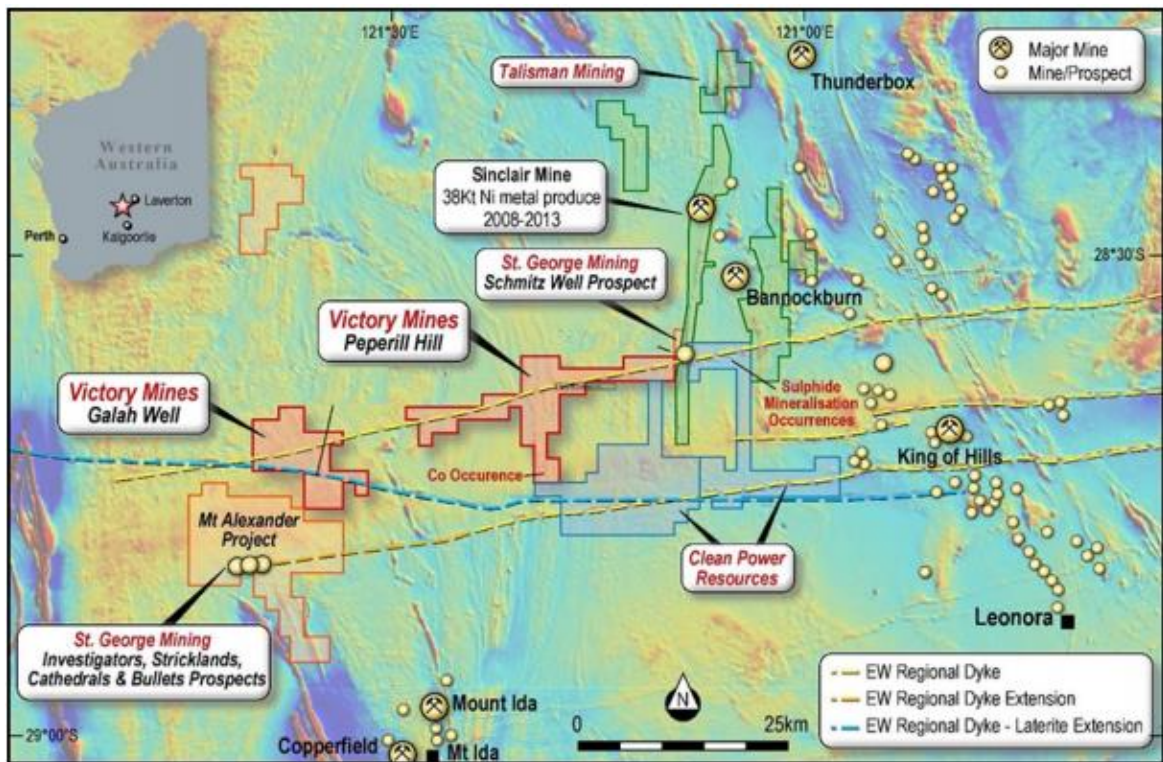 121°30'E
121°00'E
Major Mine
Mine/Prospect
Talisman Mining
Thunderbox
Western
Australia
Laverton
Kalgoorlie
Perth
Sinclair Mine
38Kt Ni metal produce
2008-2013
St. George Mining
Schmitz Well Prospect
28°30'S
Bannockburn
Victory Mines
Peperill Hill
Victory Mines
Galah Well
Sulphide
Mineralisation
Occurrences
King of Hills
Co Occurence
Mt Alexander
Project
Clean Power
Resources
Leonora
St. George Mining
Investigators, Stricklands,
Cathedrals & Bullets Prospects
EW Regional Dyke
EW Regional Dyke Extension
EW Regional Dyke - Laterite Extension
Mount Ida
N
0
25km
29°00'S
Copperfield
Mt Ida